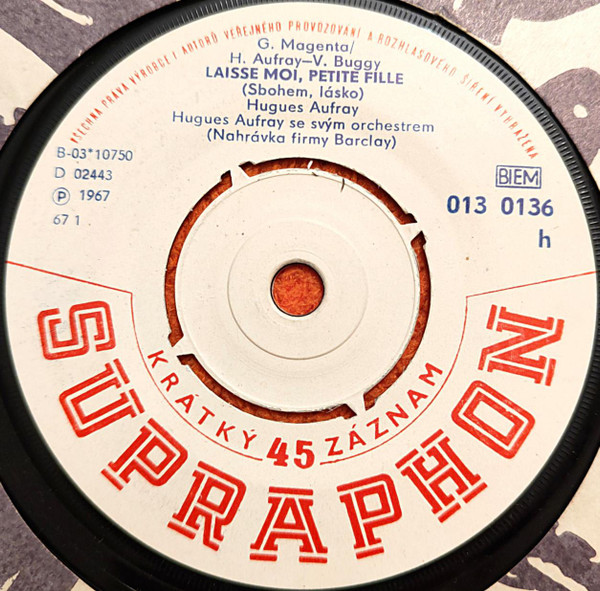 VŠECHNA PRÁVA VÝROBCE I AUTORŮ VEŘEJNÉHO PROVOZOVÁNÍ A ROZHLASOVÉHO ŠÍŘENÍ VYHRAZENA
G. Magenta/
H. Aufray–V. Buggy
LAISSE MOI, PETITE FILLE
(Sbohem, lásko)
Hugues Aufray
Hugues Aufray se svým orchestrem
(Nahrávka firmy Barclay)
B-03*10750
D 02443
Ⓟ 1967
67 1
BIEM
013 0136
h
KRÁTKÝ 45 ZÁZNAM
SUPRAPHON